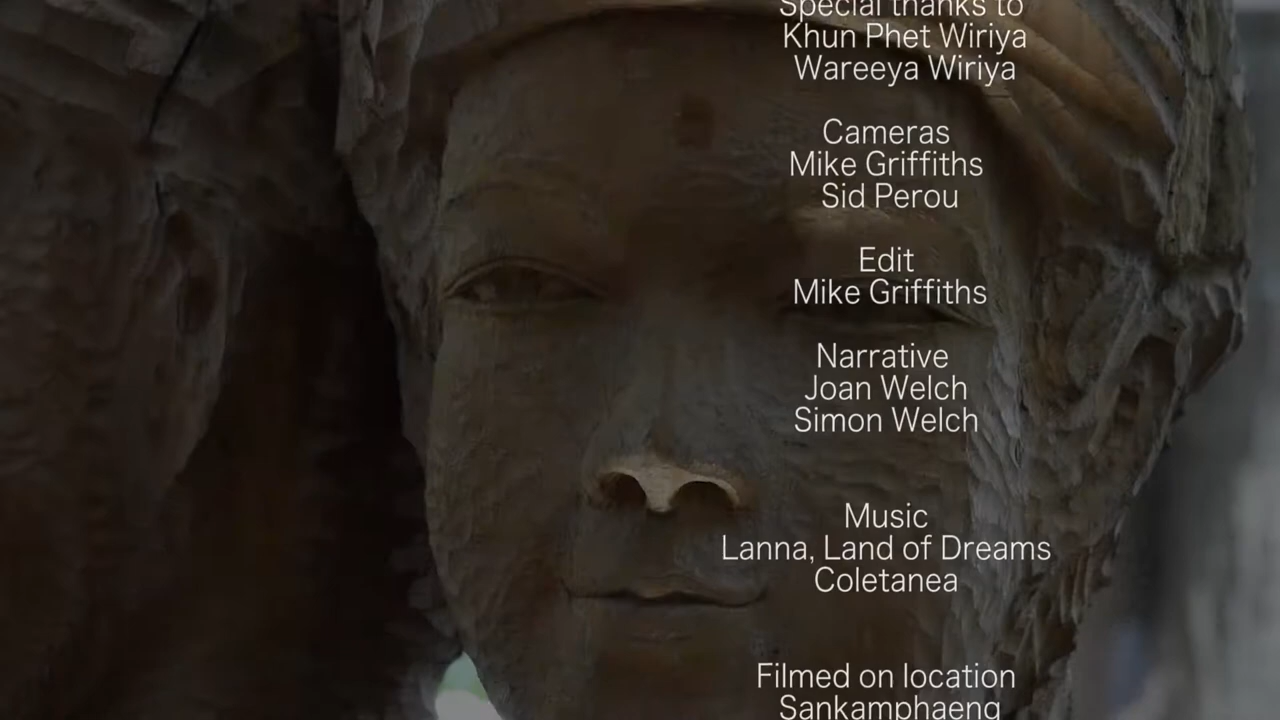 Special thanks to
Khun Phet Wiriya
Wareeya Wiriya
Cameras
Mike Griffiths
Sid Perou
Edit
Mike Griffiths
Narrative
Joan Welch
Simon Welch
Music
Lanna, Land of Dreams
Coletanea
Filmed on location
Sankamphaeng